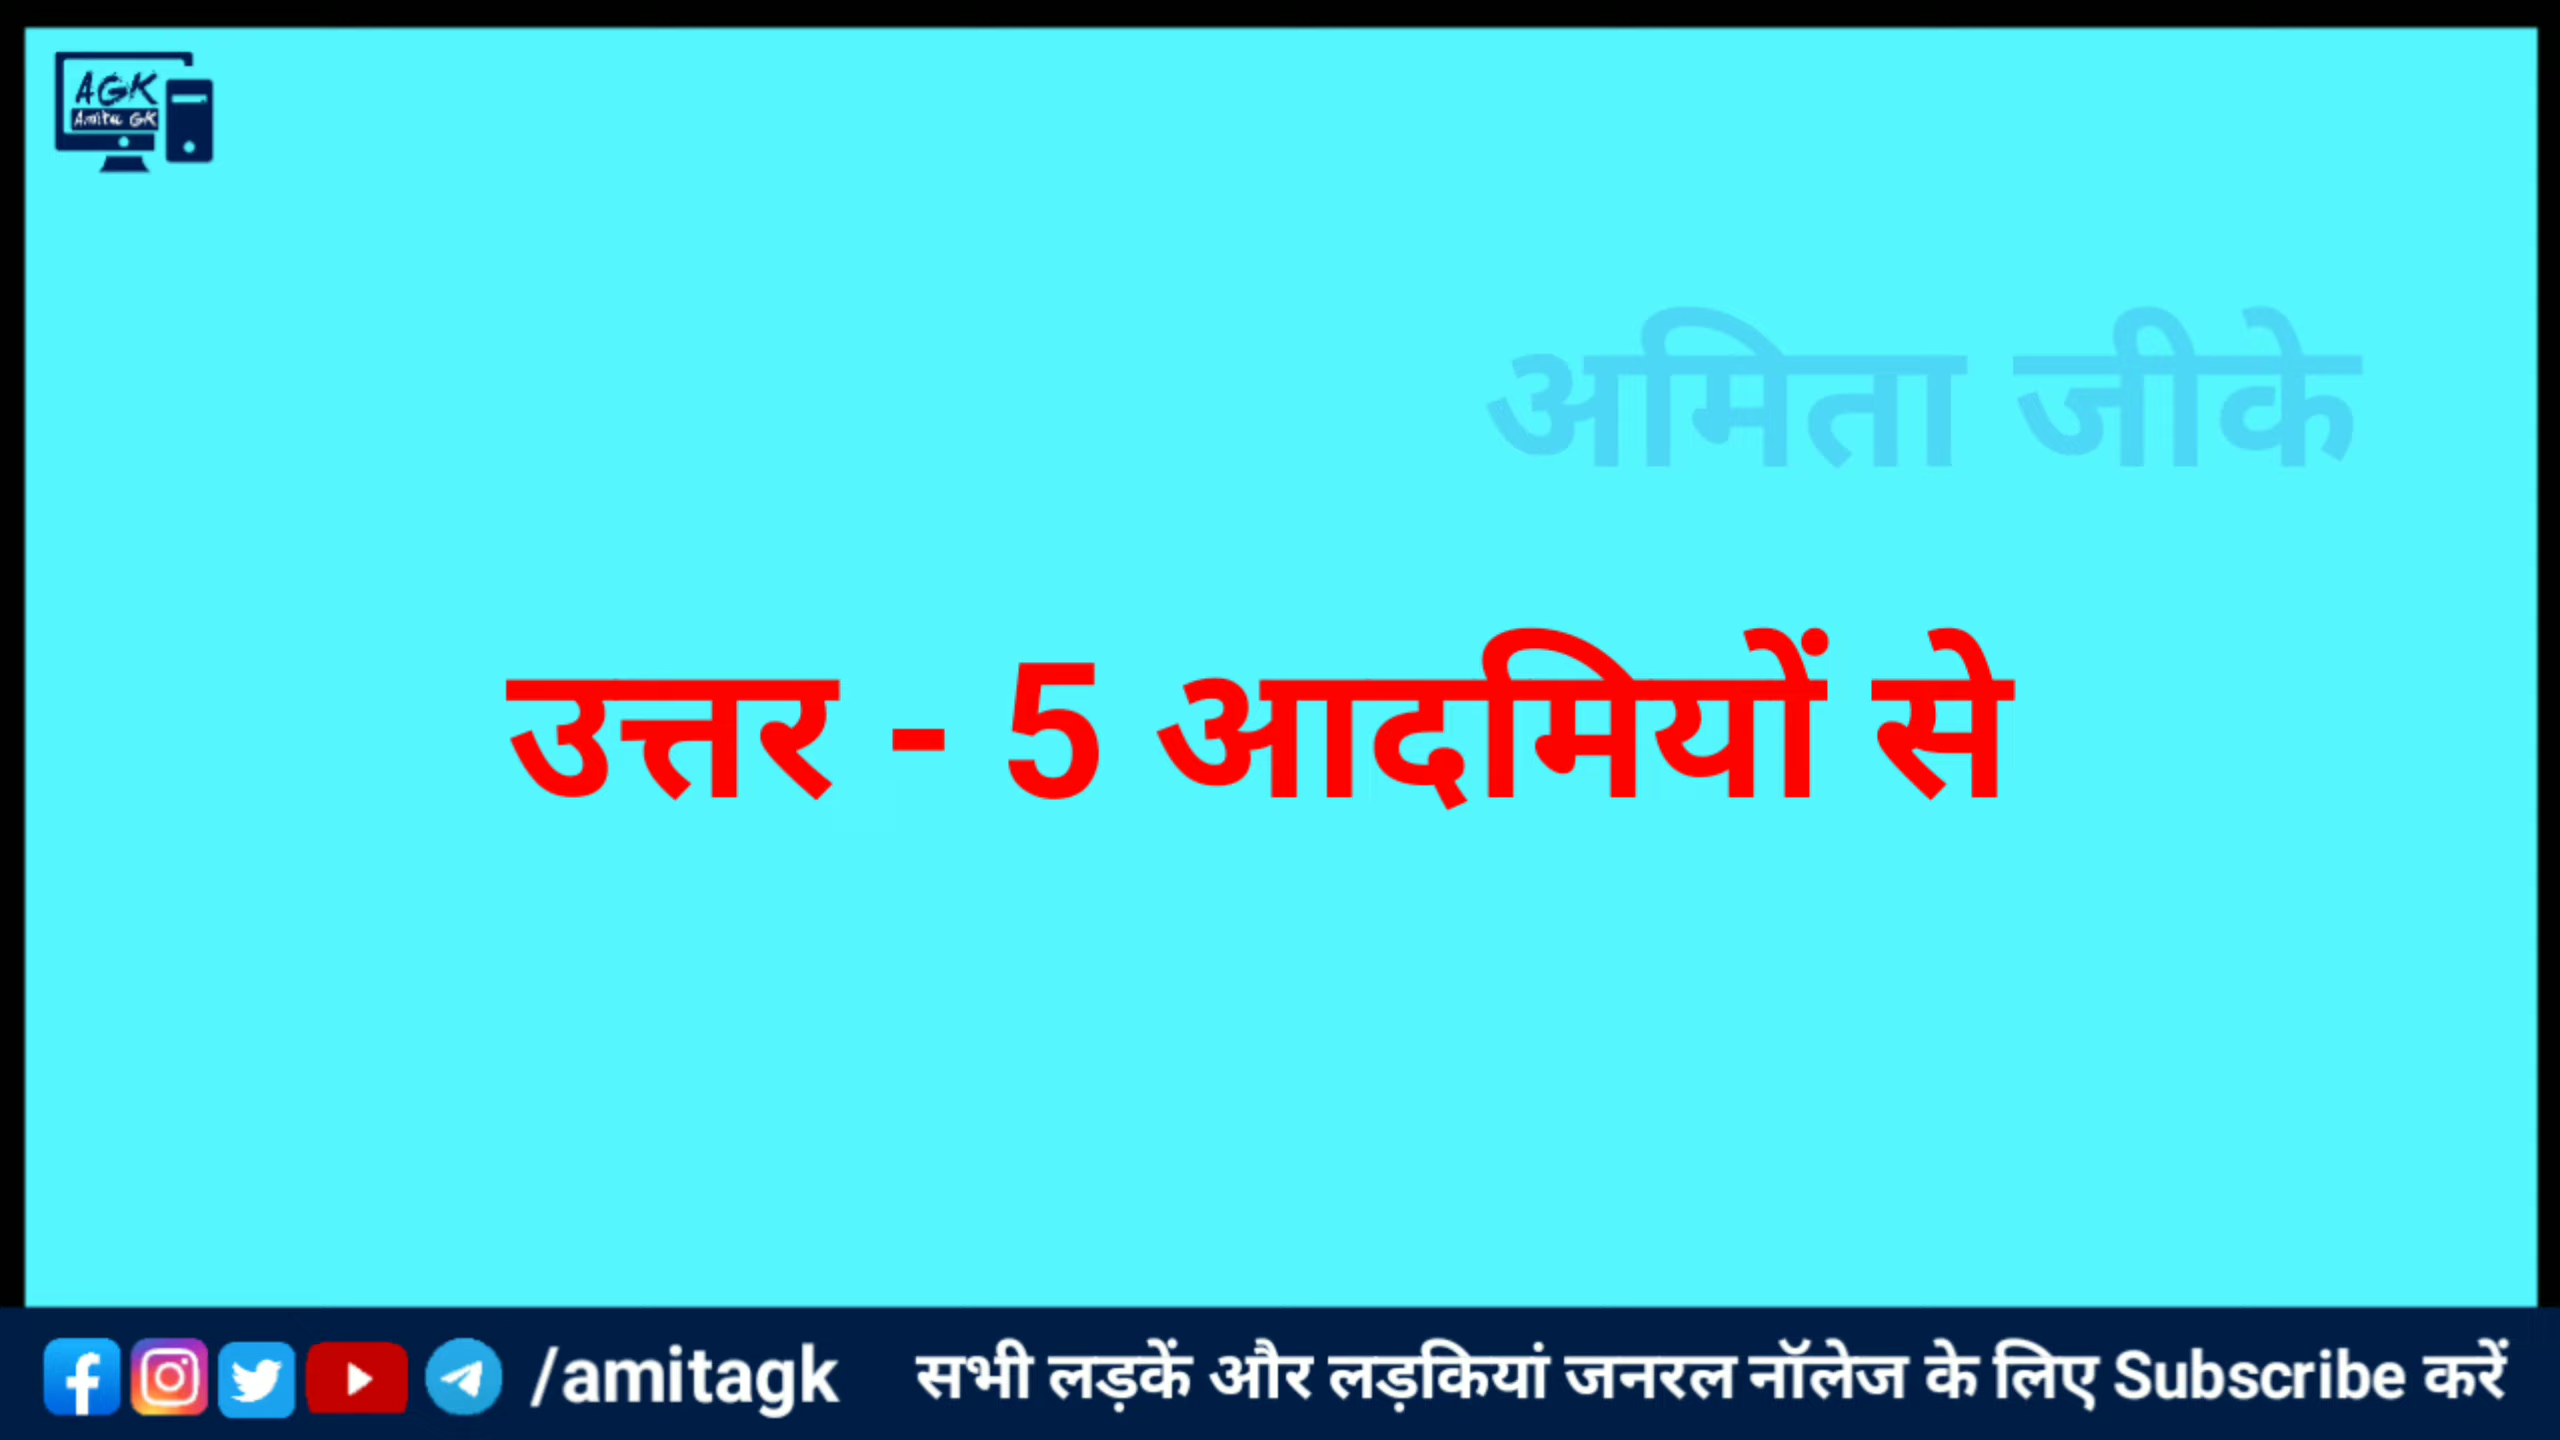 AGK
Amita GK
अमिता जीके
उत्तर - 5 आदमियों से
/amitagk सभी लड़कें और लड़कियां जनरल नॉलेज के लिए Subscribe करें